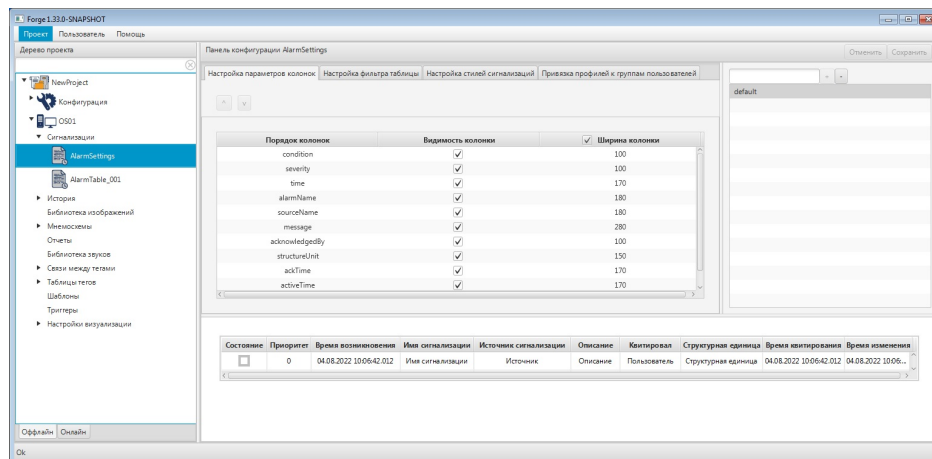 Forge 1.33.0-SNAPSHOT
Проект Пользователь Помощь
Дерево проекта
NewProject
Конфигурация
OS01
Сигнализации
AlarmSettings
AlarmTable_001
История
Библиотека изображений
Мнемосхемы
Отчеты
Библиотека звуков
Связи между тегами
Таблицы тегов
Шаблоны
Триггеры
Настройки визуализации
Оффлайн Онлайн
Ok
Панель конфигурации AlarmSettings
Отменить Сохранить
Настройка параметров колонок Настройка фильтра таблицы Настройка стилей сигнализаций Привязка профилей к группам пользователей
Порядок колонок Видимость колонки Ширина колонки
condition 100
severity 100
time 170
alarmName 180
sourceName 180
message 280
acknowledgedBy 100
structureUnit 150
ackTime 170
activeTime 170
+ -
default
Состояние Приоритет Время возникновения Имя сигнализации Источник сигнализации Описание Квитировал Структурная единица Время квитирования Время изменения
0 04.08.2022 10:06:42.012 Имя сигнализации Источник Описание Пользователь Структурная единица 04.08.2022 10:06:42.012 04.08.2022 10:06:...